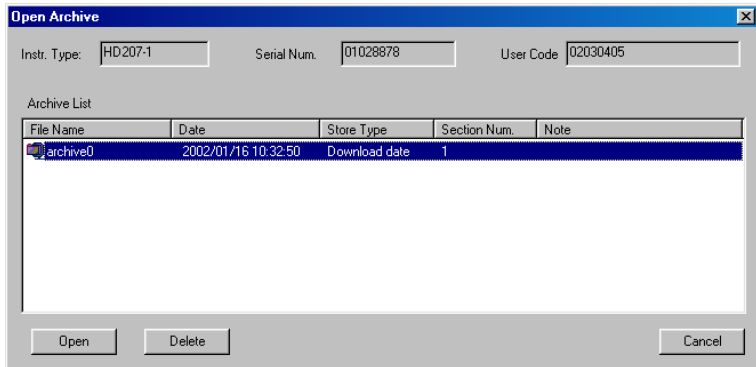 Open Archive
Instr. Type: HD207-1 Serial Num. 01028878 User Code 02030405
Archive List
File Name Date Store Type Section Num. Note
archive0 2002/01/16 10:32:50 Download date 1
Open Delete Cancel